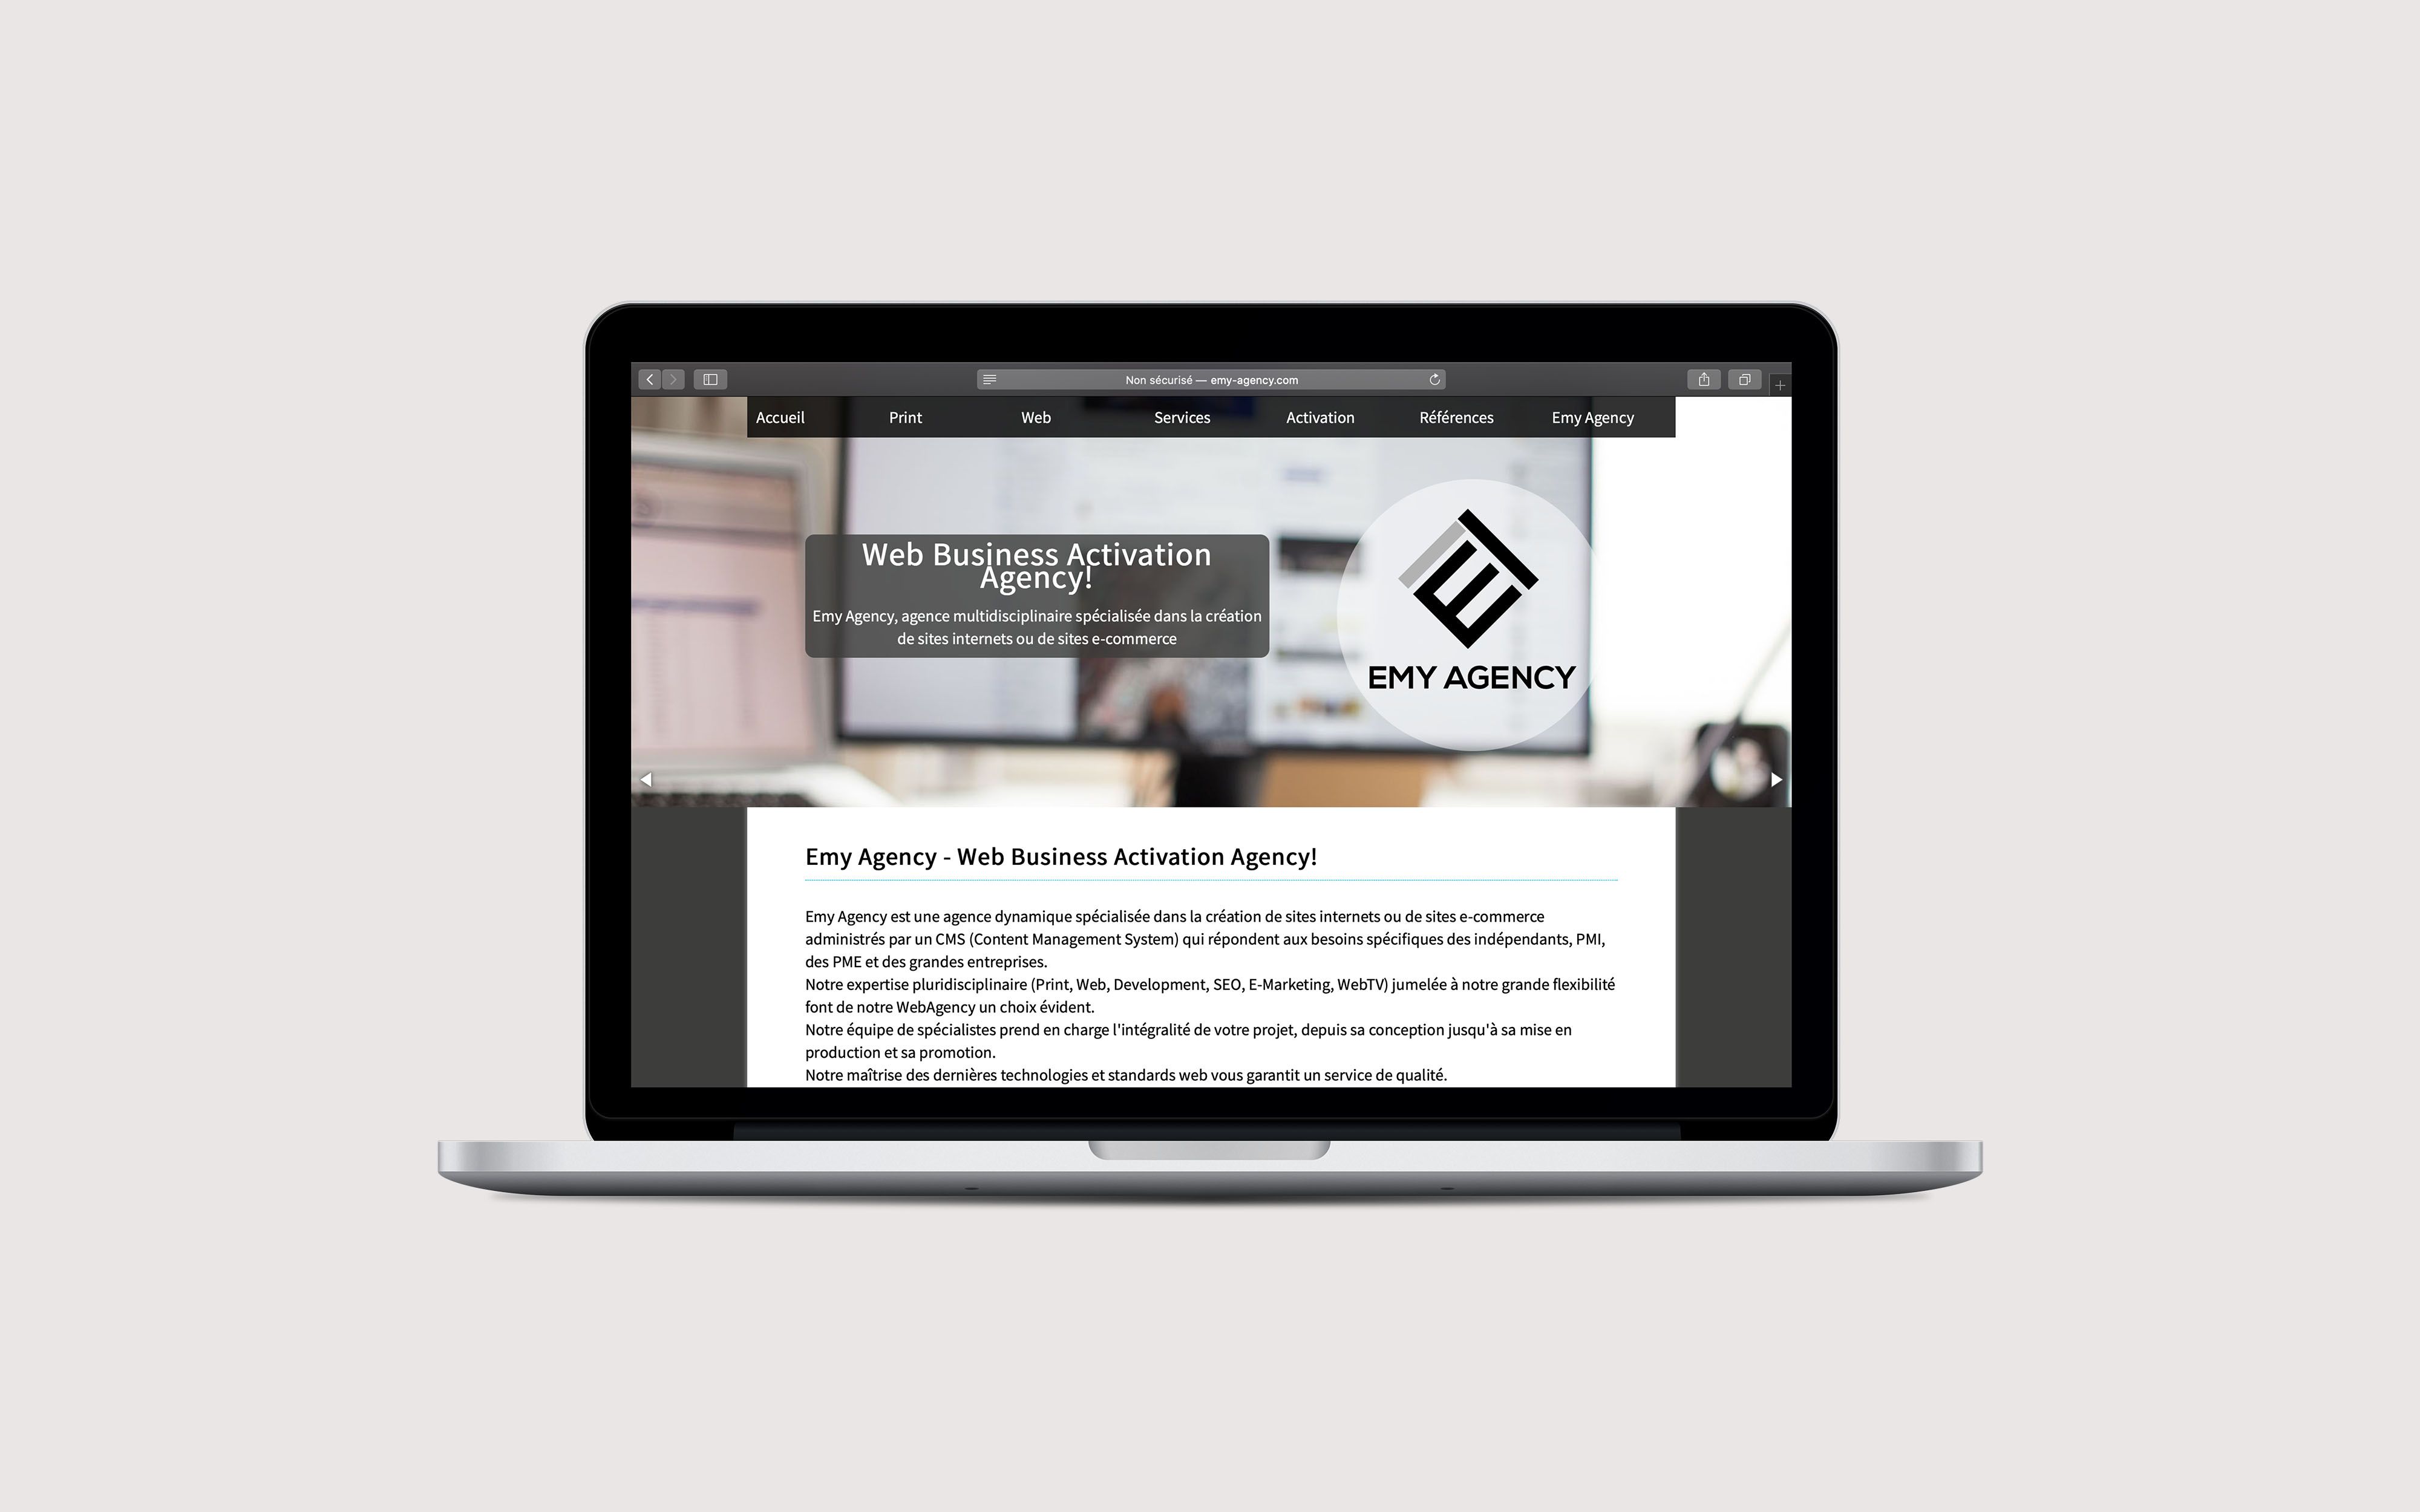 Non sécurisé — emy-agency.com
Accueil Print Web Services Activation Références Emy Agency
Web Business Activation
Agency!
Emy Agency, agence multidisciplinaire spécialisée dans la création
de sites internets ou de sites e-commerce
EMY AGENCY
Emy Agency - Web Business Activation Agency!
Emy Agency est une agence dynamique spécialisée dans la création de sites internets ou de sites e-commerce
administrés par un CMS (Content Management System) qui répondent aux besoins spécifiques des indépendants, PMI,
des PME et des grandes entreprises.
Notre expertise pluridisciplinaire (Print, Web, Development, SEO, E-Marketing, WebTV) jumelée à notre grande flexibilité
font de notre WebAgency un choix évident.
Notre équipe de spécialistes prend en charge l'intégralité de votre projet, depuis sa conception jusqu'à sa mise en
production et sa promotion.
Notre maîtrise des dernières technologies et standards web vous garantit un service de qualité.